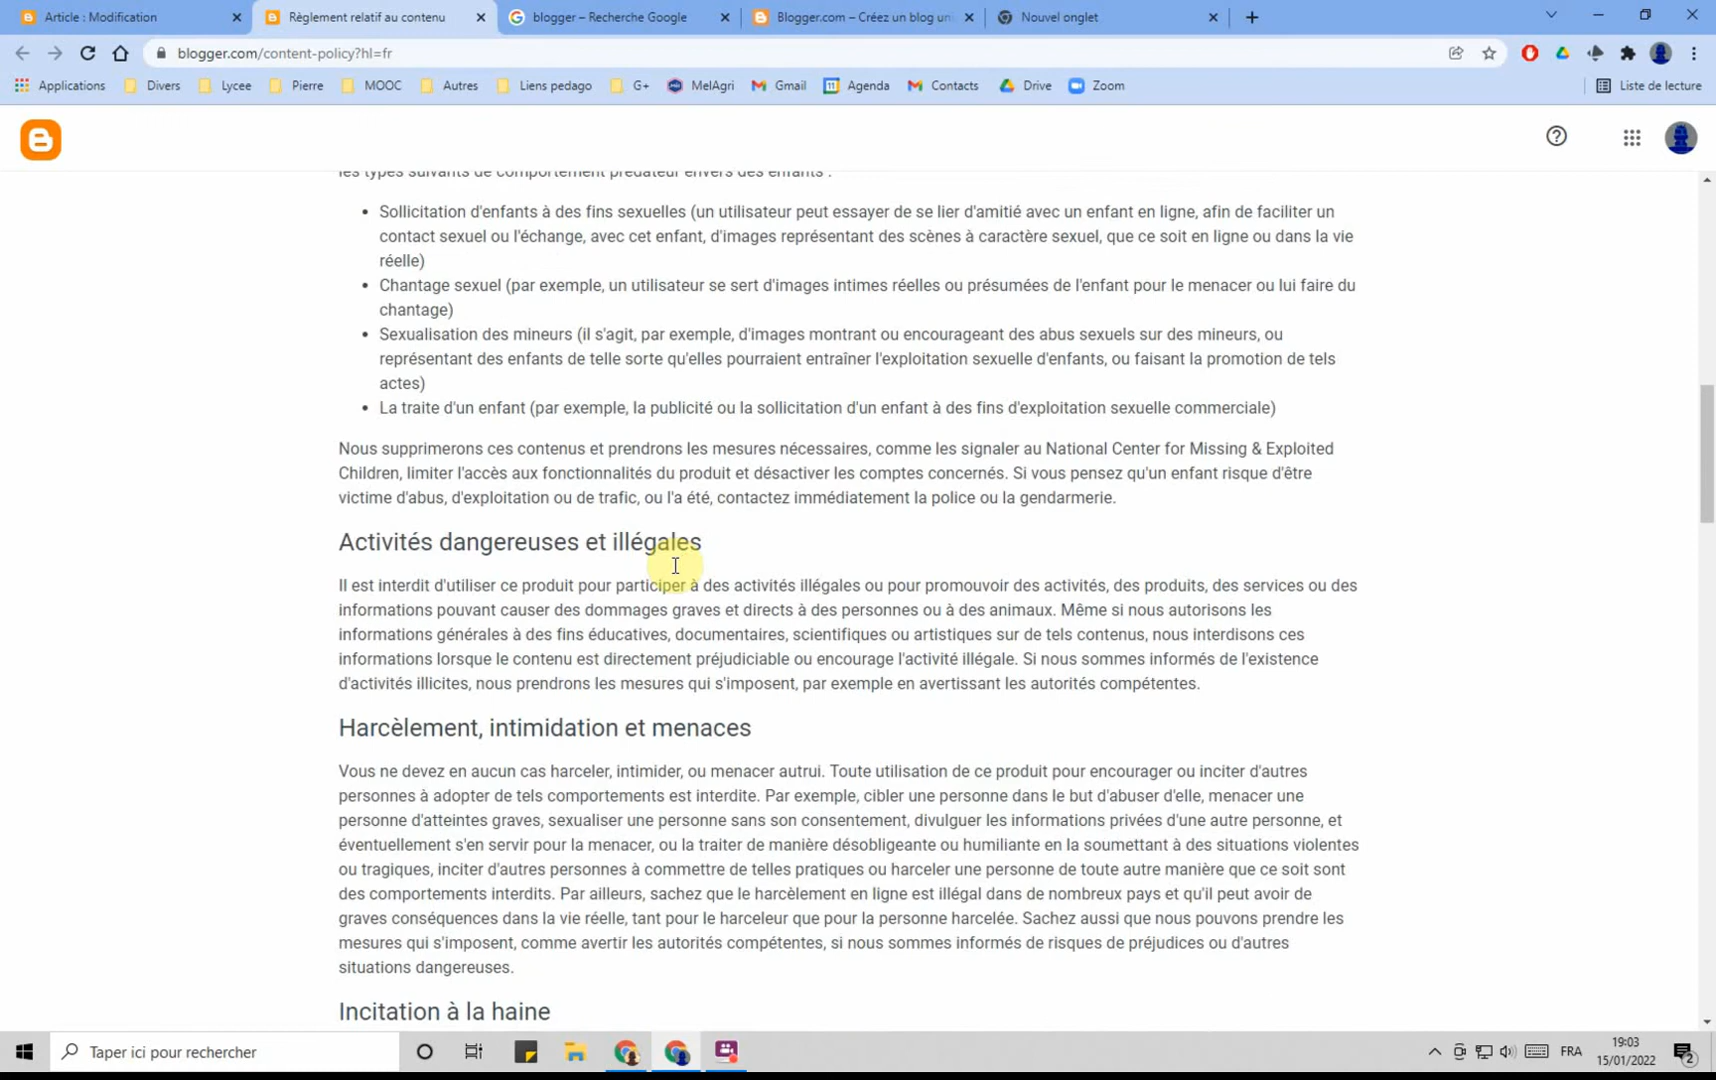 Article : Modification
Règlement relatif au contenu
blogger – Recherche Google
Blogger.com – Créez un blog un
Nouvel onglet
blogger.com/content-policy?hl=fr
Applications
Divers
Lycee
Pierre
MOOC
Autres
Liens pedago
G+
MelAgri
Gmail
Agenda
Contacts
Drive
Zoom
Liste de lecture
les types suivants de comportement prédateur envers des enfants :
• Sollicitation d'enfants à des fins sexuelles (un utilisateur peut essayer de se lier d'amitié avec un enfant en ligne, afin de faciliter un
contact sexuel ou l'échange, avec cet enfant, d'images représentant des scènes à caractère sexuel, que ce soit en ligne ou dans la vie
réelle)
• Chantage sexuel (par exemple, un utilisateur se sert d'images intimes réelles ou présumées de l'enfant pour le menacer ou lui faire du
chantage)
• Sexualisation des mineurs (il s'agit, par exemple, d'images montrant ou encourageant des abus sexuels sur des mineurs, ou
représentant des enfants de telle sorte qu'elles pourraient entraîner l'exploitation sexuelle d'enfants, ou faisant la promotion de tels
actes)
• La traite d'un enfant (par exemple, la publicité ou la sollicitation d'un enfant à des fins d'exploitation sexuelle commerciale)
Nous supprimerons ces contenus et prendrons les mesures nécessaires, comme les signaler au National Center for Missing & Exploited
Children, limiter l'accès aux fonctionnalités du produit et désactiver les comptes concernés. Si vous pensez qu'un enfant risque d'être
victime d'abus, d'exploitation ou de trafic, ou l'a été, contactez immédiatement la police ou la gendarmerie.
Activités dangereuses et illégales
Il est interdit d'utiliser ce produit pour participer à des activités illégales ou pour promouvoir des activités, des produits, des services ou des
informations pouvant causer des dommages graves et directs à des personnes ou à des animaux. Même si nous autorisons les
informations générales à des fins éducatives, documentaires, scientifiques ou artistiques sur de tels contenus, nous interdisons ces
informations lorsque le contenu est directement préjudiciable ou encourage l'activité illégale. Si nous sommes informés de l'existence
d'activités illicites, nous prendrons les mesures qui s'imposent, par exemple en avertissant les autorités compétentes.
Harcèlement, intimidation et menaces
Vous ne devez en aucun cas harceler, intimider, ou menacer autrui. Toute utilisation de ce produit pour encourager ou inciter d'autres
personnes à adopter de tels comportements est interdite. Par exemple, cibler une personne dans le but d'abuser d'elle, menacer une
personne d'atteintes graves, sexualiser une personne sans son consentement, divulguer les informations privées d'une autre personne, et
éventuellement s'en servir pour la menacer, ou la traiter de manière désobligeante ou humiliante en la soumettant à des situations violentes
ou tragiques, inciter d'autres personnes à commettre de telles pratiques ou harceler une personne de toute autre manière que ce soit sont
des comportements interdits. Par ailleurs, sachez que le harcèlement en ligne est illégal dans de nombreux pays et qu'il peut avoir de
graves conséquences dans la vie réelle, tant pour le harceleur que pour la personne harcelée. Sachez aussi que nous pouvons prendre les
mesures qui s'imposent, comme avertir les autorités compétentes, si nous sommes informés de risques de préjudices ou d'autres
situations dangereuses.
Incitation à la haine
Taper ici pour rechercher
FRA
19:03
15/01/2022
2